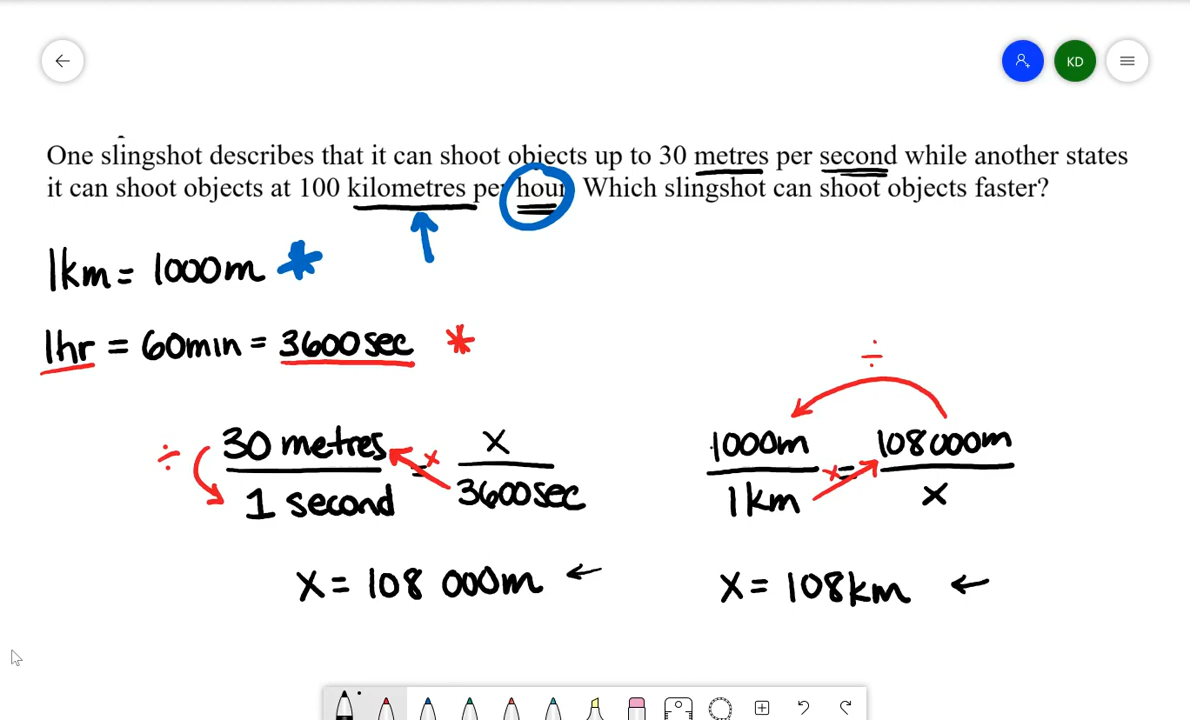 KD
One slingshot describes that it can shoot objects up to 30 metres per second while another states
it can shoot objects at 100 kilometres per hour. Which slingshot can shoot objects faster?
1km = 1000m *
1hr = 60min = 3600sec *
÷
30 metres / 1 second = x / 3600sec
÷ ×
1000m / 1km = 108000m / x
×
x = 108 000m ←
x = 108km ←